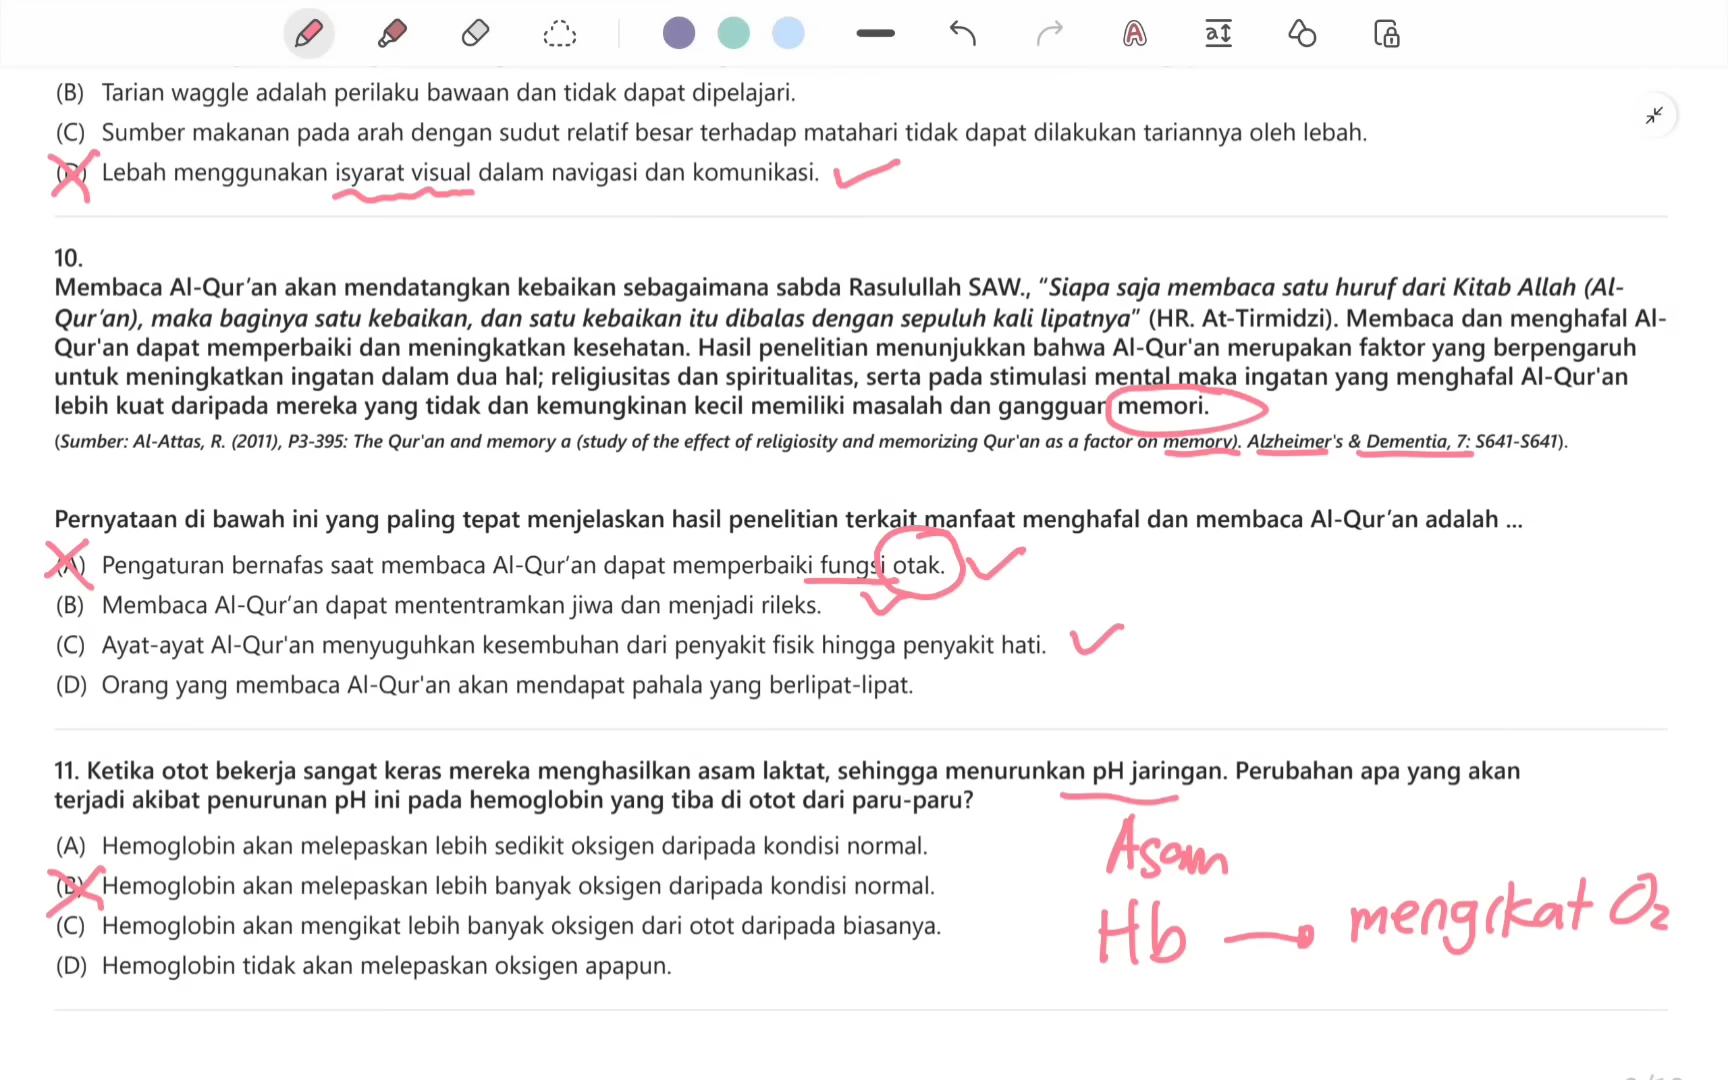 (B) Tarian waggle adalah perilaku bawaan dan tidak dapat dipelajari.
(C) Sumber makanan pada arah dengan sudut relatif besar terhadap matahari tidak dapat dilakukan tariannya oleh lebah.
(D) Lebah menggunakan isyarat visual dalam navigasi dan komunikasi.
10.
Membaca Al-Qur’an akan mendatangkan kebaikan sebagaimana sabda Rasulullah SAW., “Siapa saja membaca satu huruf dari Kitab Allah (Al-
Qur’an), maka baginya satu kebaikan, dan satu kebaikan itu dibalas dengan sepuluh kali lipatnya” (HR. At-Tirmidzi). Membaca dan menghafal Al-
Qur'an dapat memperbaiki dan meningkatkan kesehatan. Hasil penelitian menunjukkan bahwa Al-Qur'an merupakan faktor yang berpengaruh
untuk meningkatkan ingatan dalam dua hal; religiusitas dan spiritualitas, serta pada stimulasi mental maka ingatan yang menghafal Al-Qur'an
lebih kuat daripada mereka yang tidak dan kemungkinan kecil memiliki masalah dan gangguan memori.
(Sumber: Al-Attas, R. (2011), P3-395: The Qur'an and memory a (study of the effect of religiosity and memorizing Qur'an as a factor on memory). Alzheimer's & Dementia, 7: S641-S641).
Pernyataan di bawah ini yang paling tepat menjelaskan hasil penelitian terkait manfaat menghafal dan membaca Al-Qur’an adalah ...
(A) Pengaturan bernafas saat membaca Al-Qur’an dapat memperbaiki fungsi otak.
(B) Membaca Al-Qur’an dapat mententramkan jiwa dan menjadi rileks.
(C) Ayat-ayat Al-Qur'an menyuguhkan kesembuhan dari penyakit fisik hingga penyakit hati.
(D) Orang yang membaca Al-Qur'an akan mendapat pahala yang berlipat-lipat.
11. Ketika otot bekerja sangat keras mereka menghasilkan asam laktat, sehingga menurunkan pH jaringan. Perubahan apa yang akan
terjadi akibat penurunan pH ini pada hemoglobin yang tiba di otot dari paru-paru?
(A) Hemoglobin akan melepaskan lebih sedikit oksigen daripada kondisi normal.
(B) Hemoglobin akan melepaskan lebih banyak oksigen daripada kondisi normal.
(C) Hemoglobin akan mengikat lebih banyak oksigen dari otot daripada biasanya.
(D) Hemoglobin tidak akan melepaskan oksigen apapun.
Asam
Hb → mengikat O₂